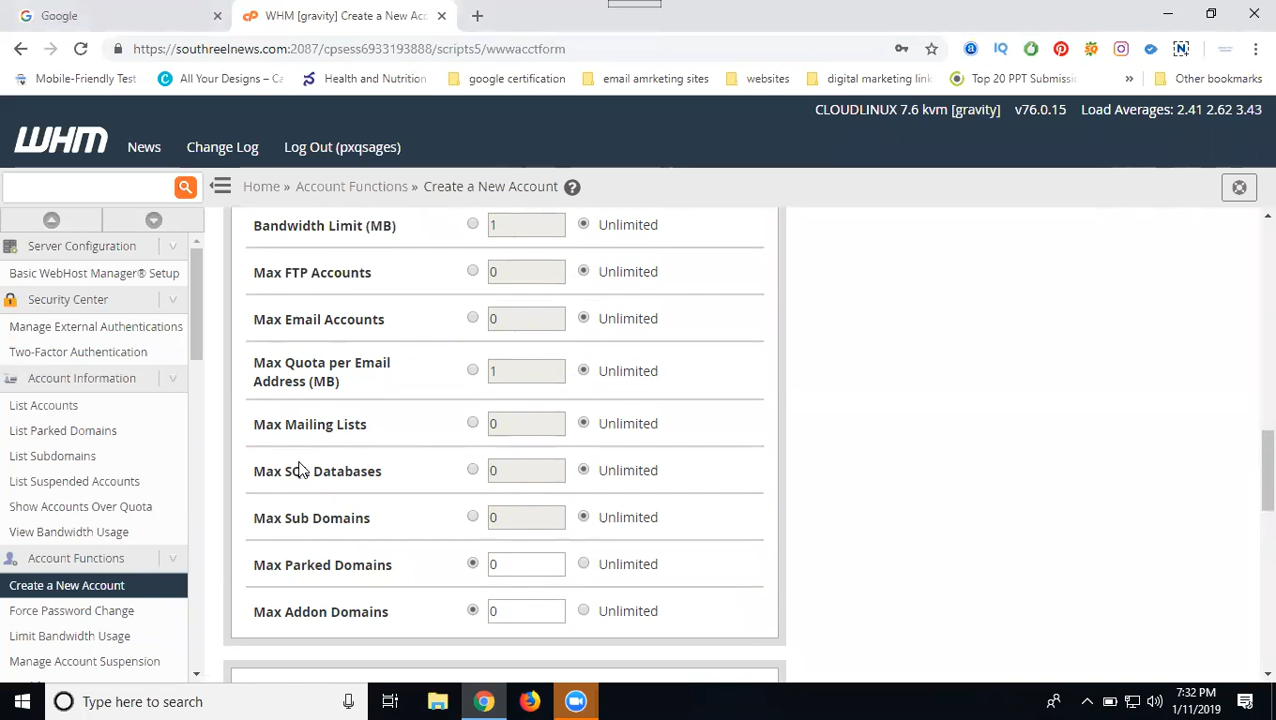 Google
WHM [gravity] Create a New Acc
https://southreelnews.com:2087/cpsess6933193888/scripts5/wwwacctform
Mobile-Friendly Test
All Your Designs – Ca
Health and Nutrition
google certification
email amrketing sites
websites
digital marketing link
Top 20 PPT Submissi
Other bookmarks
CLOUDLINUX 7.6 kvm [gravity] v76.0.15 Load Averages: 2.41 2.62 3.43
WHM News Change Log Log Out (pxqsages)
Home » Account Functions » Create a New Account
Server Configuration
Basic WebHost Manager® Setup
Security Center
Manage External Authentications
Two-Factor Authentication
Account Information
List Accounts
List Parked Domains
List Subdomains
List Suspended Accounts
Show Accounts Over Quota
View Bandwidth Usage
Account Functions
Create a New Account
Force Password Change
Limit Bandwidth Usage
Manage Account Suspension
Bandwidth Limit (MB) 1 Unlimited
Max FTP Accounts 0 Unlimited
Max Email Accounts 0 Unlimited
Max Quota per Email
Address (MB) 1 Unlimited
Max Mailing Lists 0 Unlimited
Max SQL Databases 0 Unlimited
Max Sub Domains 0 Unlimited
Max Parked Domains 0 Unlimited
Max Addon Domains 0 Unlimited
Type here to search
7:32 PM
1/11/2019